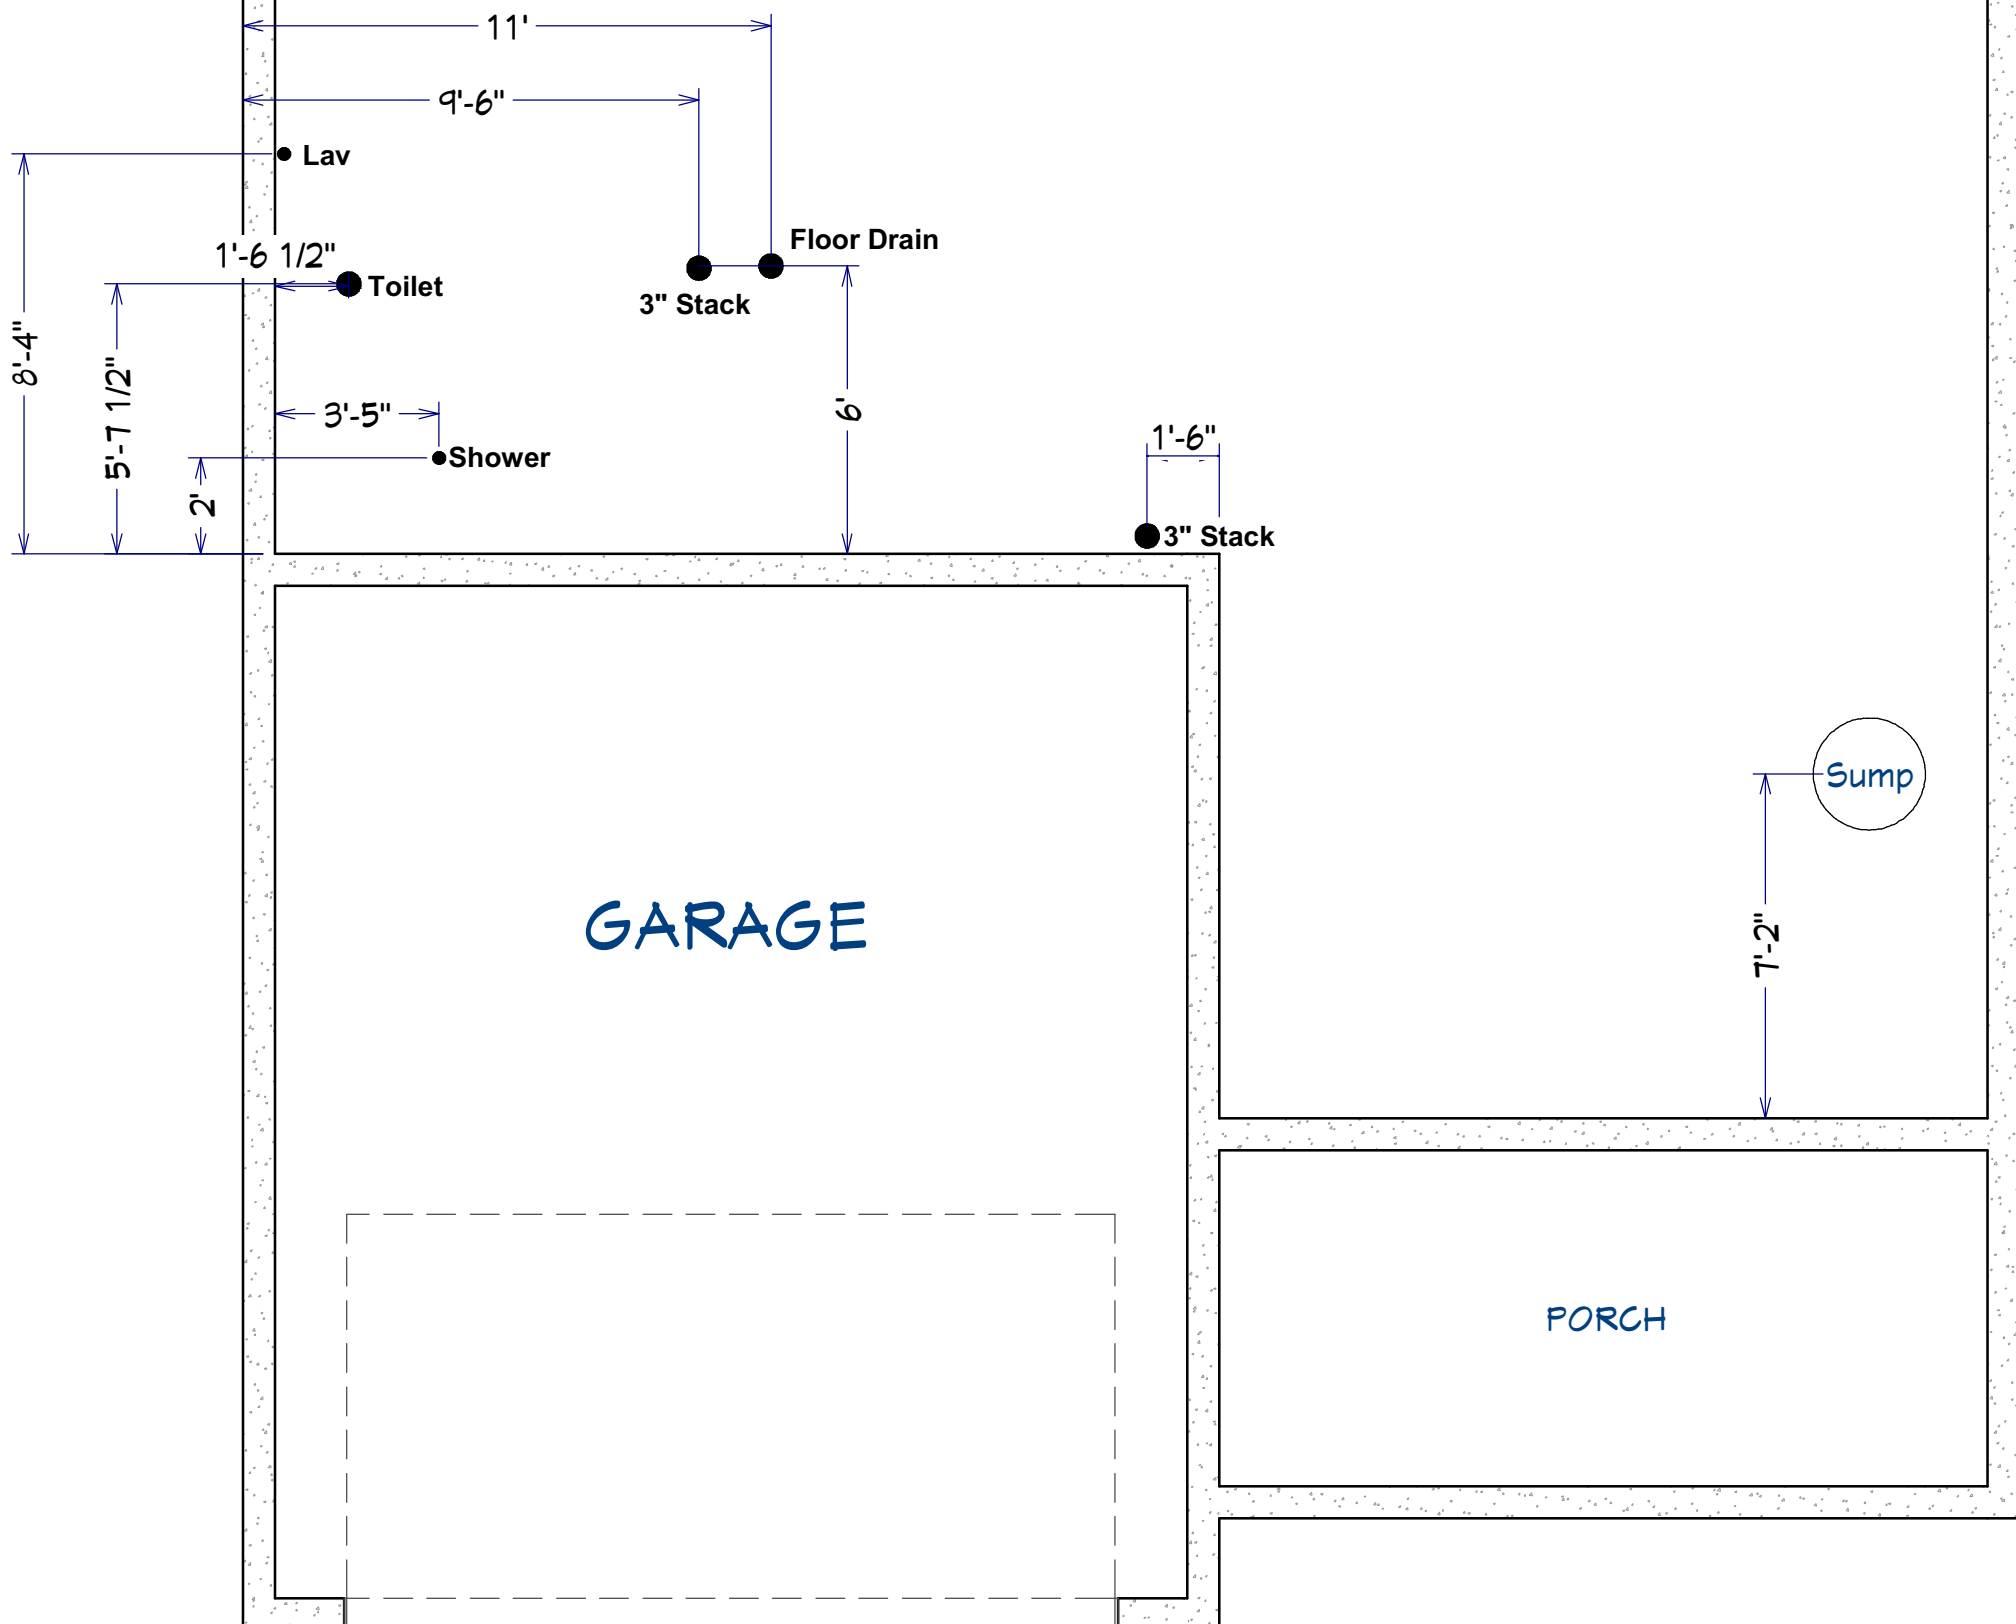 11'
9'-6"
Lav
Floor Drain
1'-6 1/2"
Toilet
3" Stack
8'-4"
5'-7 1/2"
3'-5"
6'
1'-6"
Shower
2'
3" Stack
Sump
GARAGE
7'-2"
PORCH